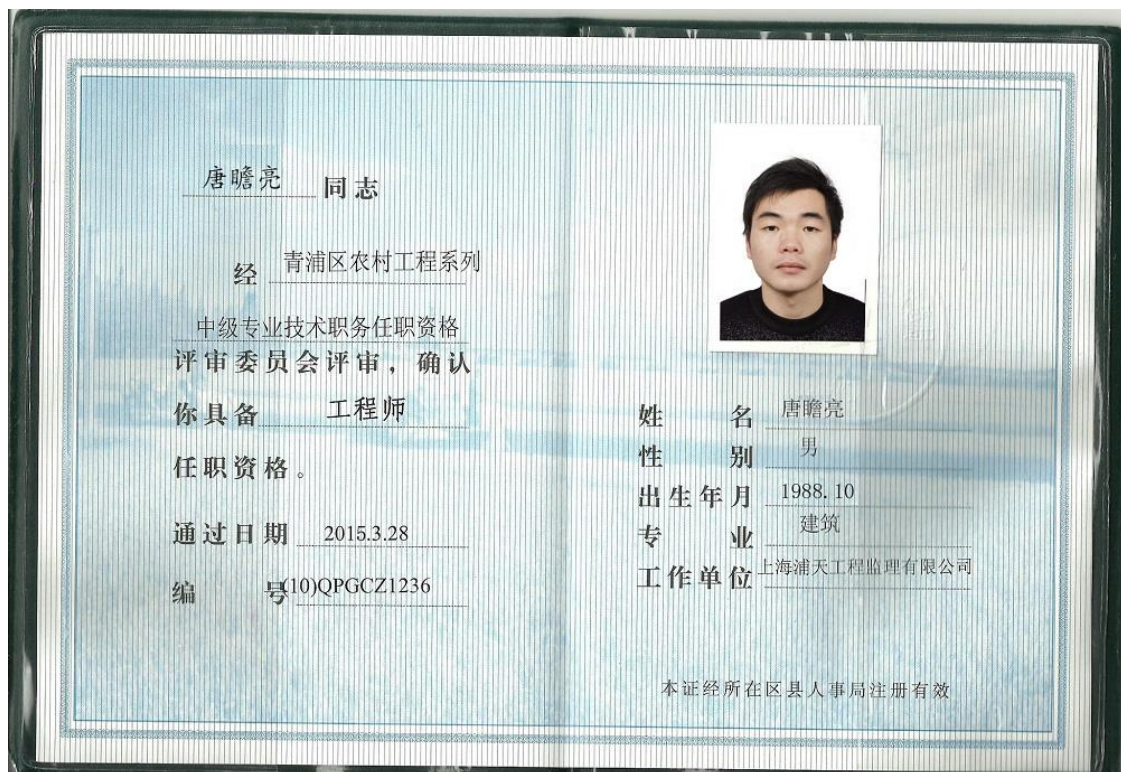 唐瞻亮 同志
经 青浦区农村工程系列
中级专业技术职务任职资格
评审委员会评审，确认
你具备 工程师
任职资格。
通过日期 2015.3.28
编号 (10)QPGCZ1236
姓名 唐瞻亮
性别 男
出生年月 1988.10
专业 建筑
工作单位 上海浦天工程监理有限公司
本证经所在区县人事局注册有效